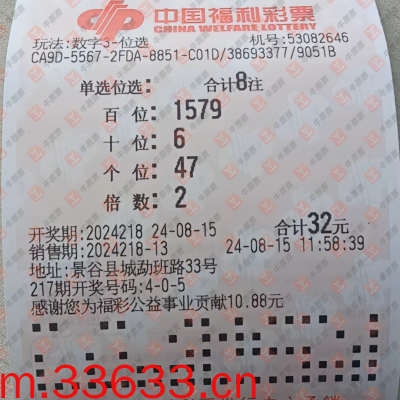 中国福利彩票
CHINA WELFARE LOTTERY
玩法:数字3-位选 机号:53082646
CA9D-5567-2FDA-8851-C01D/38693377/9051B
单选位选: 合计8注
百位: 1579
十位: 6
个位: 47
倍数: 2
开奖期:2024218 24-08-15 合计32元
销售期:2024218-13 24-08-15 11:58:39
地址:景谷县城勐班路33号
217期开奖号码:4-0-5
感谢您为福彩公益事业贡献10.88元
m.33633.cn